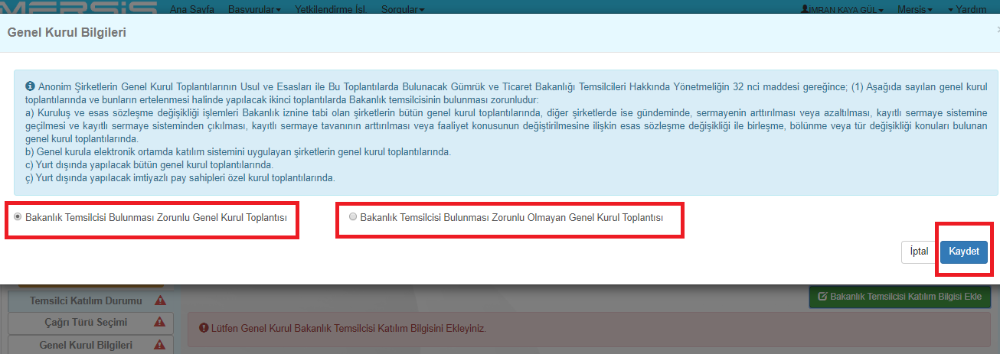 MERSİS Ana Sayfa Başvurular Yetkilendirme İşl. Sorgular İMRAN KAYA GÜL Mersis Yardım
Genel Kurul Bilgileri
Anonim Şirketlerin Genel Kurul Toplantılarının Usul ve Esasları ile Bu Toplantılarda Bulunacak Gümrük ve Ticaret Bakanlığı Temsilcileri Hakkında Yönetmeliğin 32 nci maddesi gereğince; (1) Aşağıda sayılan genel kurul
toplantılarında ve bunların ertelenmesi halinde yapılacak ikinci toplantılarda Bakanlık temsilcisinin bulunması zorunludur:
a) Kuruluş ve esas sözleşme değişikliği işlemleri Bakanlık iznine tabi olan şirketlerin bütün genel kurul toplantılarında, diğer şirketlerde ise gündeminde, sermayenin arttırılması veya azaltılması, kayıtlı sermaye sistemine
geçilmesi ve kayıtlı sermaye sisteminden çıkılması, kayıtlı sermaye tavanının arttırılması veya faaliyet konusunun değiştirilmesine ilişkin esas sözleşme değişikliği ile birleşme, bölünme veya tür değişikliği konuları bulunan
genel kurul toplantılarında.
b) Genel kurula elektronik ortamda katılım sistemini uygulayan şirketlerin genel kurul toplantılarında.
c) Yurt dışında yapılacak bütün genel kurul toplantılarında.
ç) Yurt dışında yapılacak imtiyazlı pay sahipleri özel kurul toplantılarında.
Bakanlık Temsilcisi Bulunması Zorunlu Genel Kurul Toplantısı Bakanlık Temsilcisi Bulunması Zorunlu Olmayan Genel Kurul Toplantısı
İptal Kaydet
Temsilci Katılım Durumu Bakanlık Temsilcisi Katılım Bilgisi Ekle
Çağrı Türü Seçimi
Lütfen Genel Kurul Bakanlık Temsilcisi Katılım Bilgisini Ekleyiniz.
Genel Kurul Bilgileri